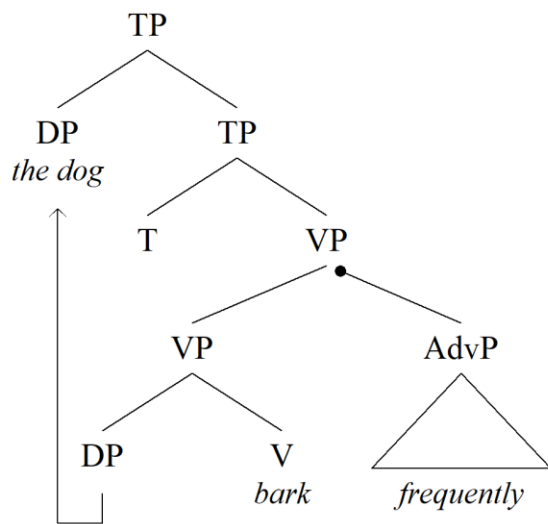 TP
DP TP
the dog
T VP
VP AdvP
DP V
bark frequently